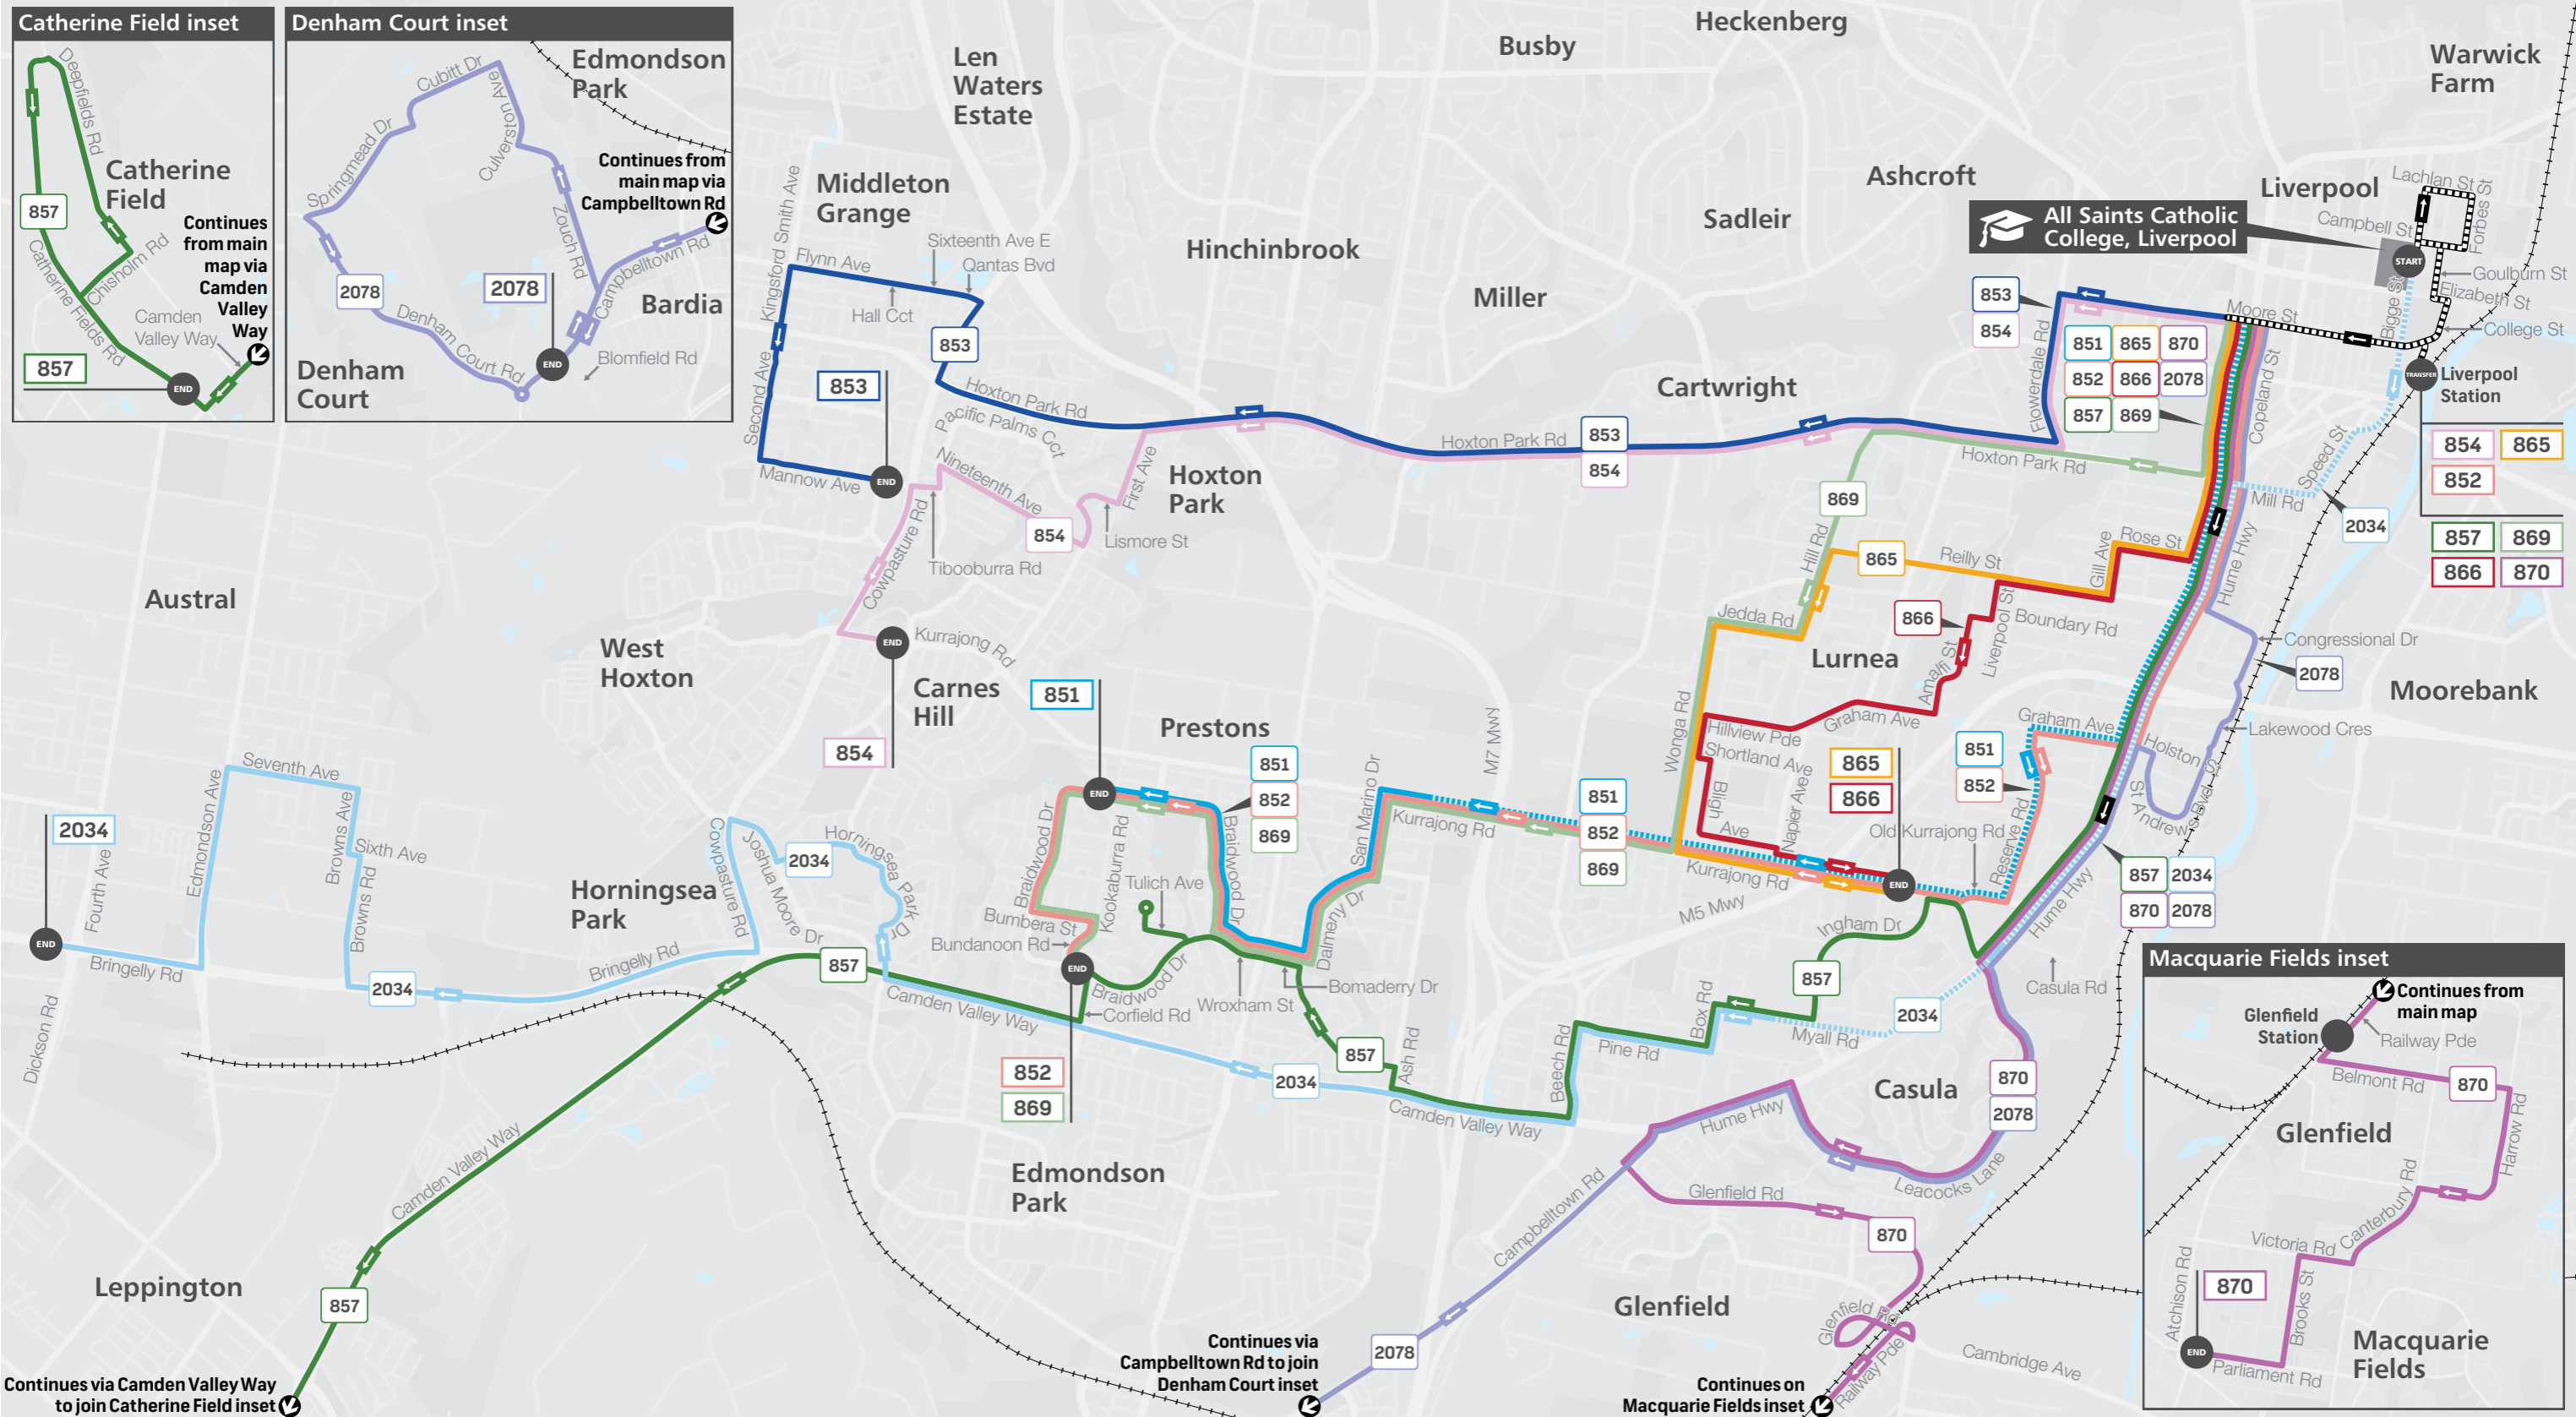 Catherine Field inset
Deepfields Rd
Catherine
Field
857
Continues
from main
map via
Camden
Valley
Way
Chisholm Rd
Catherine Fields Rd
Camden
Valley Way
857
END
Denham Court inset
Edmondson
Park
Cubitt Dr
Culverston Ave
Springmead Dr
Continues from
main map via
Campbelltown Rd
Zouch Rd
Campbelltown Rd
2078
2078
Bardia
Denham Court Rd
END
Blomfield Rd
Denham
Court
Len
Waters
Estate
Busby
Heckenberg
Warwick
Farm
Middleton
Grange
Hinchinbrook
Miller
Sadleir
Ashcroft
Liverpool
Cartwright
All Saints Catholic
College, Liverpool
Lachlan St
Forbes St
Campbell St
START
Goulburn St
Elizabeth St
Bigge St
College St
Moore St
TRANSFER
Liverpool
Station
854
865
852
857
869
866
870
Kingsford Smith Ave
Flynn Ave
Sixteenth Ave E
Qantas Bvd
Hall Cct
853
853
Second Ave
Mannow Ave
END
Hoxton Park Rd
Pacific Palms Cct
Nineteenth Ave
First Ave
Hoxton
Park
Lismore St
854
Tibooburra Rd
Cowpasture Rd
Hoxton Park Rd
853
854
853
854
Flowerdale Rd
851
865
870
852
866
2078
857
869
Copeland St
Hoxton Park Rd
Speed St
Mill Rd
2034
869
Hill Rd
865
Reilly St
Gill Ave
Rose St
Hume Hwy
Jedda Rd
866
Liverpool St
Boundary Rd
Congressional Dr
2078
Moorebank
Lurnea
Amalfi St
Wonga Rd
Graham Ave
Hillview Pde
Shortland Ave
Bligh
Ave
Napier Ave
865
866
Old Kurrajong Rd
851
852
Graham Ave
Reserve Rd
Holston St
Lakewood Cres
St Andrews Bvd
Kurrajong Rd
END
857
2034
870
2078
Hume Hwy
Casula Rd
Austral
West
Hoxton
END
Kurrajong Rd
Carnes
Hill
854
851
Prestons
END
851
852
869
M7 Mwy
San Marino Dr
Kurrajong Rd
851
852
869
Seventh Ave
Edmondson Ave
Browns Ave
Sixth Ave
Browns Rd
2034
Fourth Ave
END
Bringelly Rd
Dickson Rd
2034
Bringelly Rd
Horningsea
Park
Cowpasture Rd
Joshua Moore Dr
2034
Horningsea Park Dr
857
Camden Valley Way
Braidwood Dr
Kookaburra Rd
Tulich Ave
Bumbera St
Bundanoon Rd
END
Braidwood Dr
Braidwood Dr
Corfield Rd
Wroxham St
Bomaderry Dr
Dalmeny Dr
852
869
857
Ash Rd
2034
Camden Valley Way
Beech Rd
Pine Rd
Box Rd
Myall Rd
2034
857
Ingham Dr
M5 Mwy
Casula
870
2078
Hume Hwy
Leacocks Lane
Campbelltown Rd
Glenfield Rd
870
Glenfield
Glenfield Rd
Railway Pde
Cambridge Ave
Edmondson
Park
Camden Valley Way
Leppington
857
Continues via Camden Valley Way
to join Catherine Field inset
Continues via
Campbelltown Rd to join
Denham Court inset
2078
Continues on
Macquarie Fields inset
Macquarie Fields inset
Continues from
main map
Glenfield
Station
Railway Pde
Belmont Rd
870
Harrow Rd
Glenfield
Canterbury Rd
Victoria Rd
Atchison Rd
870
Brooks St
END
Parliament Rd
Macquarie
Fields